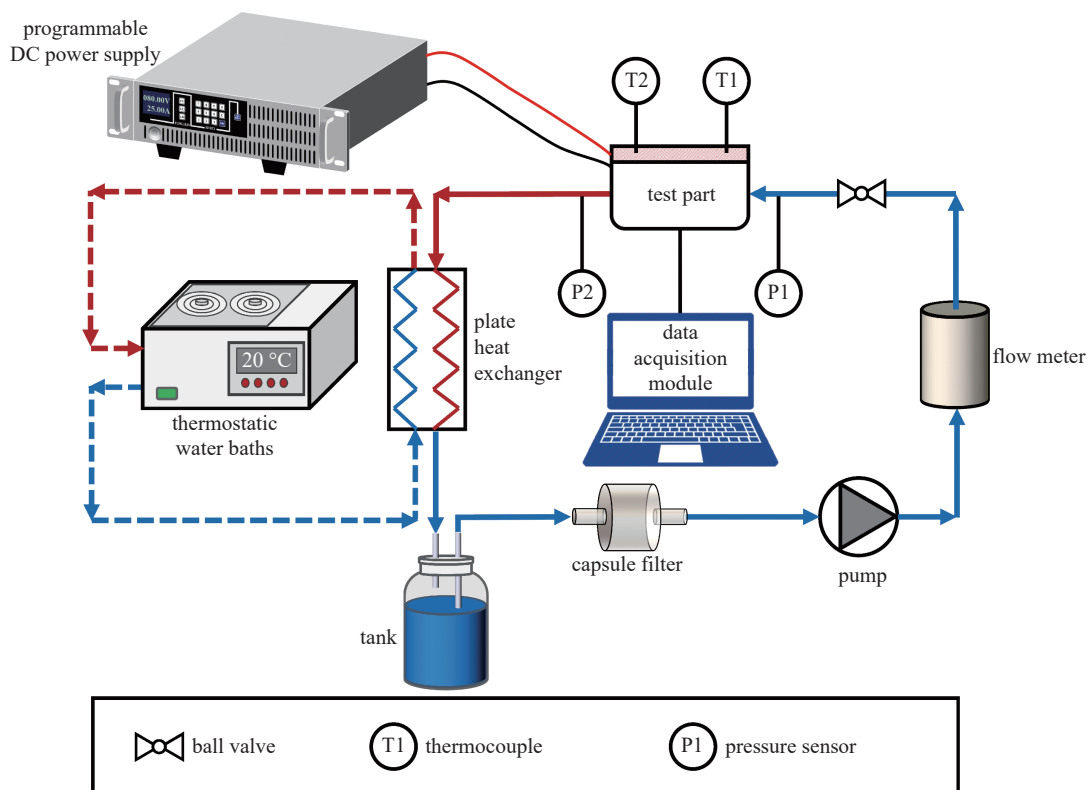 programmable
DC power supply
080.00V
25.00A
T2
T1
test part
P2
P1
plate
heat
exchanger
data
acquisition
module
flow meter
20 °C
thermostatic
water baths
capsule filter
pump
tank
ball valve
T1
thermocouple
P1
pressure sensor